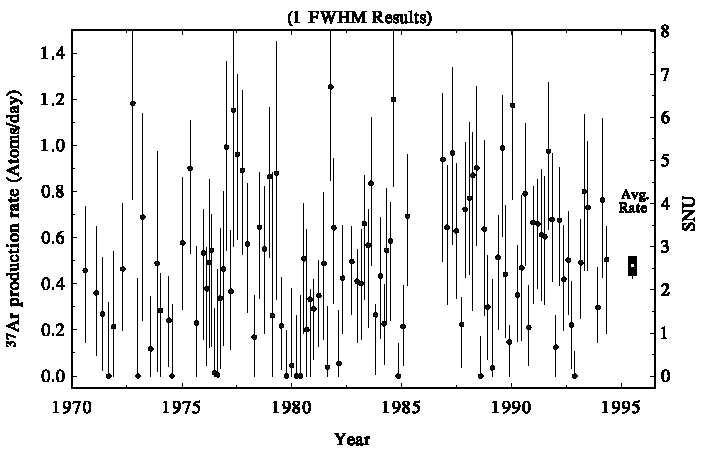 (1 FWHM Results)
1.4
1.2
1.0
0.8
0.6
0.4
0.2
0.0
³⁷Ar production rate (Atoms/day)
8
7
6
5
4
3
2
1
0
SNU
Avg.
Rate
1970 1975 1980 1985 1990 1995
Year